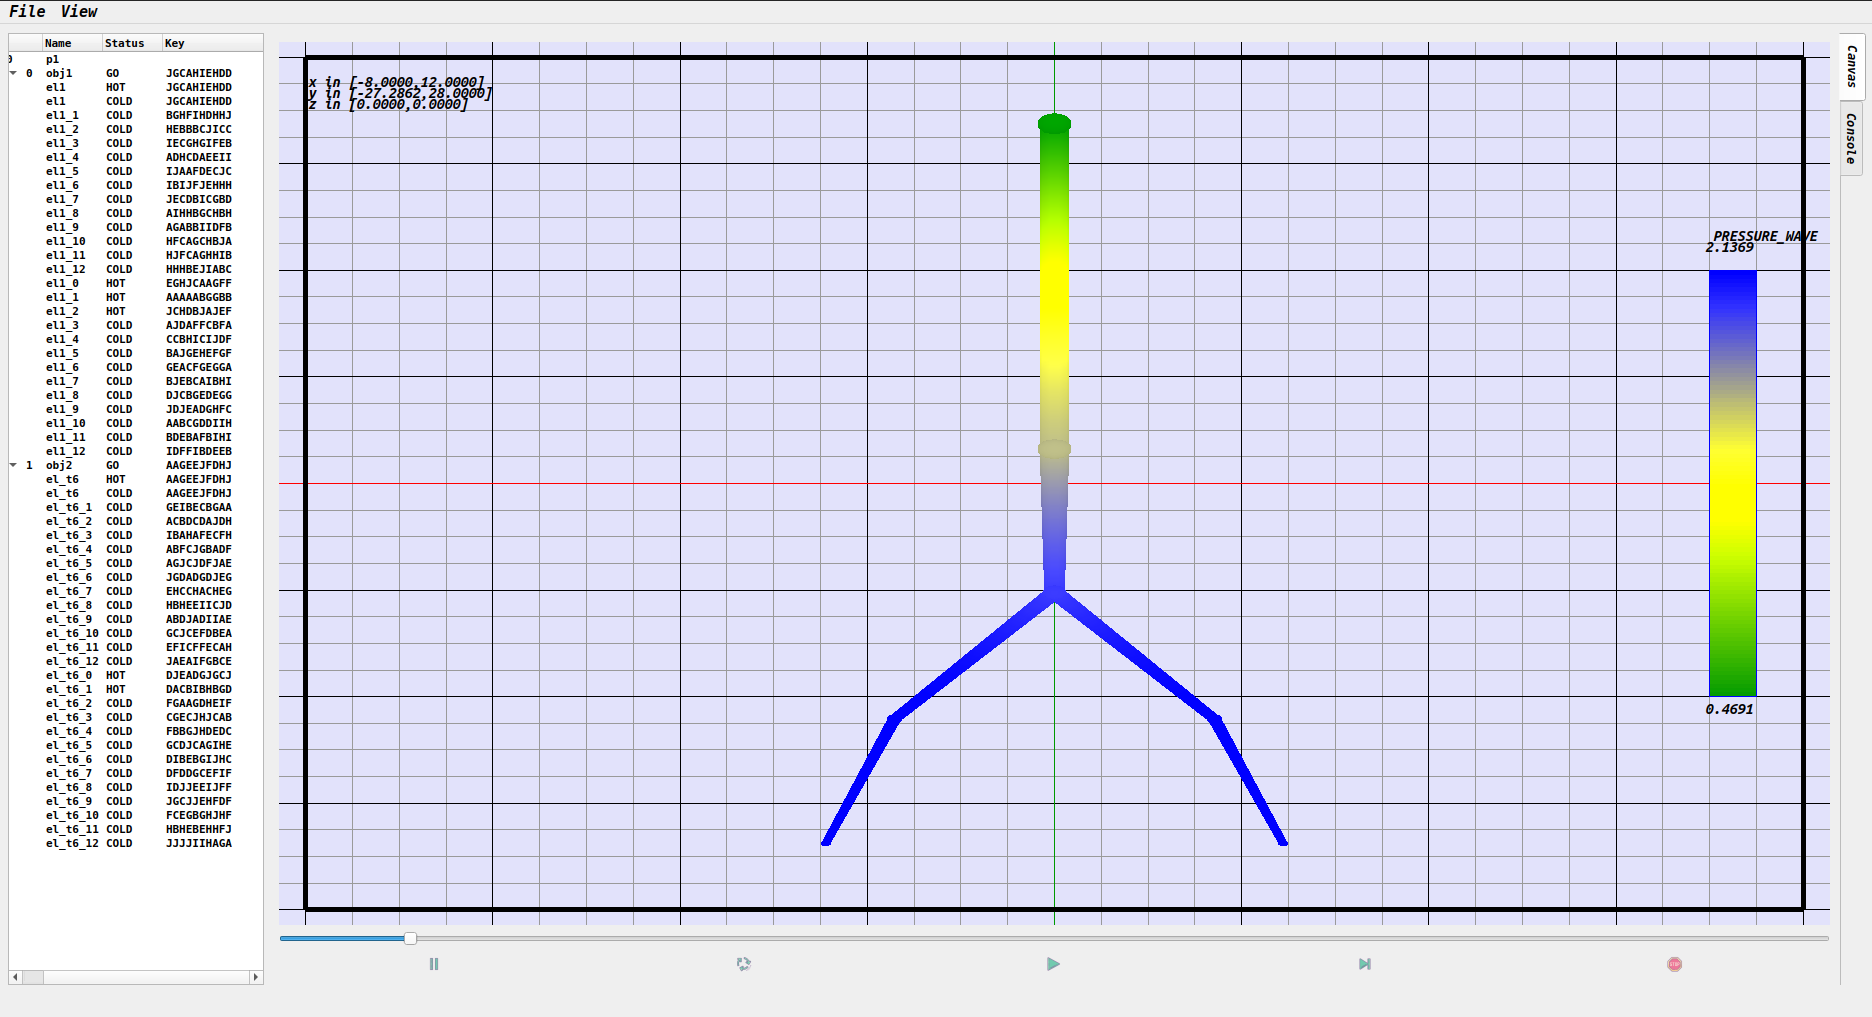 File View
Name Status Key
p1
0 obj1 GO JGCAHIEHDD
el1 HOT JGCAHIEHDD
el1 COLD JGCAHIEHDD
el1_1 COLD BGHFIHDHHJ
el1_2 COLD HEBBBCJICC
el1_3 COLD IECGHGIFEB
el1_4 COLD ADHCDAEEII
el1_5 COLD IJAAFDECJC
el1_6 COLD IBIJFJEHHH
el1_7 COLD JECDBICGBD
el1_8 COLD AIHHBGCHBH
el1_9 COLD AGABBIIDFB
el1_10 COLD HFCAGCHBJA
el1_11 COLD HJFCAGHHIB
el1_12 COLD HHHBEJIABC
el1_0 HOT EGHJCAAGFF
el1_1 HOT AAAAABGGBB
el1_2 HOT JCHDBJAJEF
el1_3 COLD AJDAFFCBFA
el1_4 COLD CCBHICIJDF
el1_5 COLD BAJGEHEFGF
el1_6 COLD GEACFGEGGA
el1_7 COLD BJEBCAIBHI
el1_8 COLD DJCBGEDEGG
el1_9 COLD JDJEADGHFC
el1_10 COLD AABCGDDIIH
el1_11 COLD BDEBAFBIHI
el1_12 COLD IDFFIBDEEB
1 obj2 GO AAGEEJFDHJ
el_t6 HOT AAGEEJFDHJ
el_t6 COLD AAGEEJFDHJ
el_t6_1 COLD GEIBECBGAA
el_t6_2 COLD ACBDCDAJDH
el_t6_3 COLD IBAHAFECFH
el_t6_4 COLD ABFCJGBADF
el_t6_5 COLD AGJCJDFJAE
el_t6_6 COLD JGDADGDJEG
el_t6_7 COLD EHCCHACHEG
el_t6_8 COLD HBHEEIICJD
el_t6_9 COLD ABDJADIIAE
el_t6_10 COLD GCJCEFDBEA
el_t6_11 COLD EFICFFECAH
el_t6_12 COLD JAEAIFGBCE
el_t6_0 HOT DJEADGJGCJ
el_t6_1 HOT DACBIBHBGD
el_t6_2 COLD FGAAGDHEIF
el_t6_3 COLD CGECJHJCAB
el_t6_4 COLD FBBGJHDEDC
el_t6_5 COLD GCDJCAGIHE
el_t6_6 COLD DIBEBGIJHC
el_t6_7 COLD DFDDGCEFIF
el_t6_8 COLD IDJJEEIJFF
el_t6_9 COLD JGCJJEHFDF
el_t6_10 COLD FCEGBGHJHF
el_t6_11 COLD HBHEBEHHFJ
el_t6_12 COLD JJJJIIHAGA
x in [-8.0000,12.0000]
y in [-27.2862,28.0000]
z in [0.0000,0.0000]
PRESSURE_WAVE
2.1369
0.4691
Canvas
Console
STOP